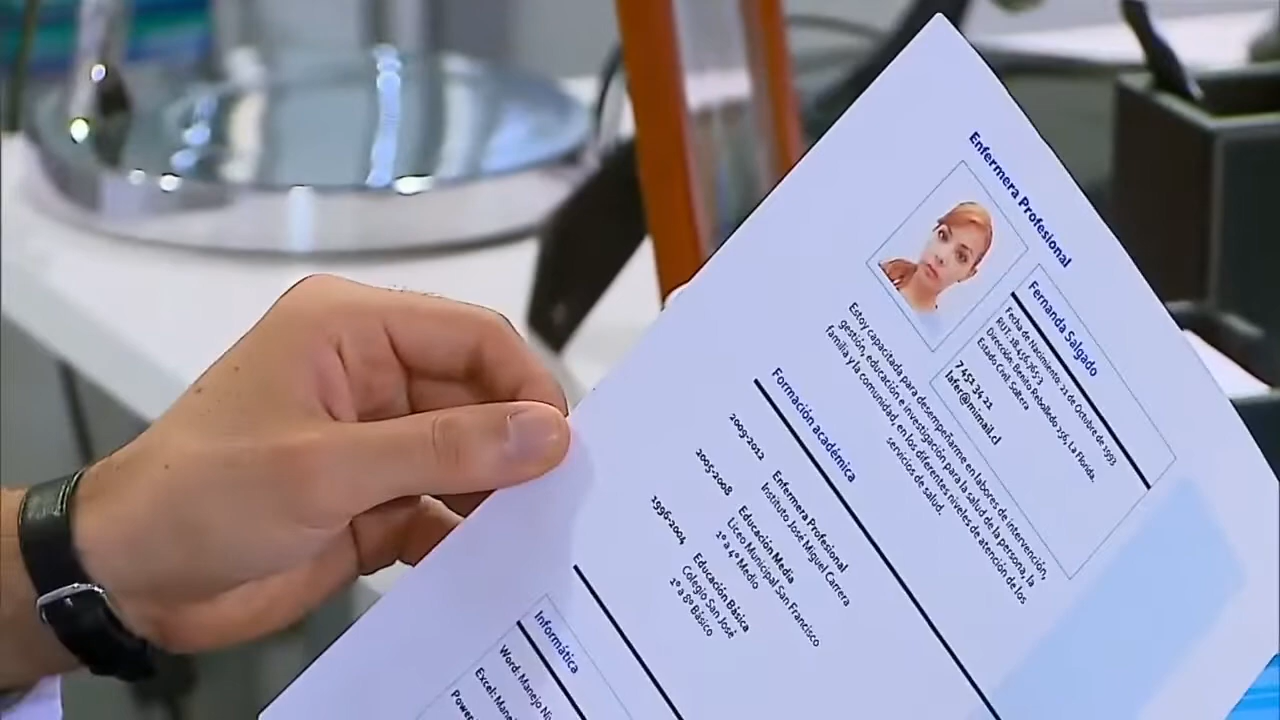 Enfermera Profesional
Fernanda Salgado
Fecha de Nacimiento: 21 de Octubre de 1993
RUT: 18.456.765-3
Dirección: Benito Rebolledo 256, La Florida.
Estado Civil: Soltera
7 451 34 21
lafer@mimail.cl
Estoy capacitada para desempeñarme en labores de intervención,
gestión, educación e investigación para la salud de la persona, la
familia y la comunidad, en los diferentes niveles de atención de los
servicios de salud.
Formación académica
2009-2012 Enfermera Profesional
Instituto José Miguel Carrera
2005-2008 Educación Media
Liceo Municipal San Francisco
1º a 4º Medio
1996-2004 Educación Básica
Colegio San José
1º a 8º Básico
Informática
Word: Manejo
Excel: